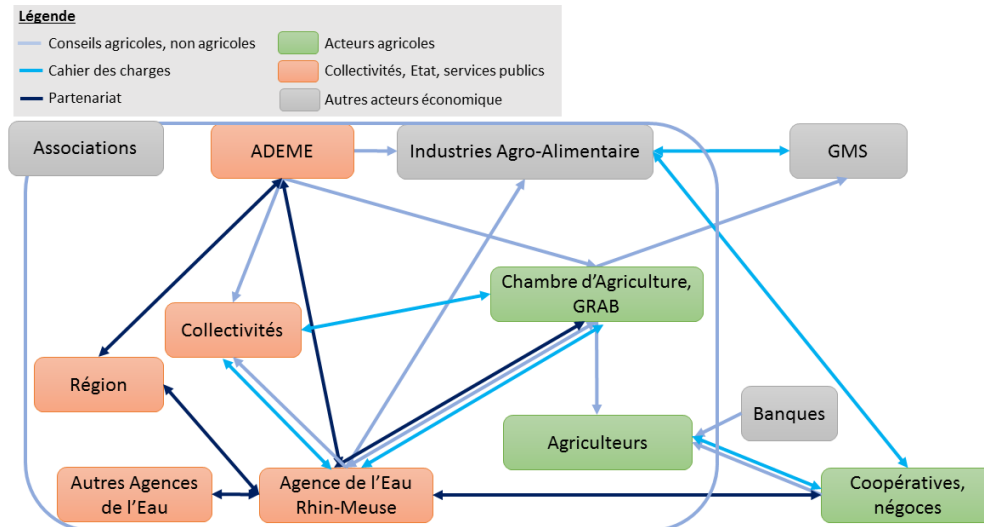 Légende
Conseils agricoles, non agricoles
Acteurs agricoles
Cahier des charges
Collectivités, Etat, services publics
Partenariat
Autres acteurs économique
Associations
ADEME
Industries Agro-Alimentaire
GMS
Chambre d'Agriculture,
GRAB
Collectivités
Région
Banques
Agriculteurs
Autres Agences
de l'Eau
Agence de l'Eau
Rhin-Meuse
Coopératives,
négoces